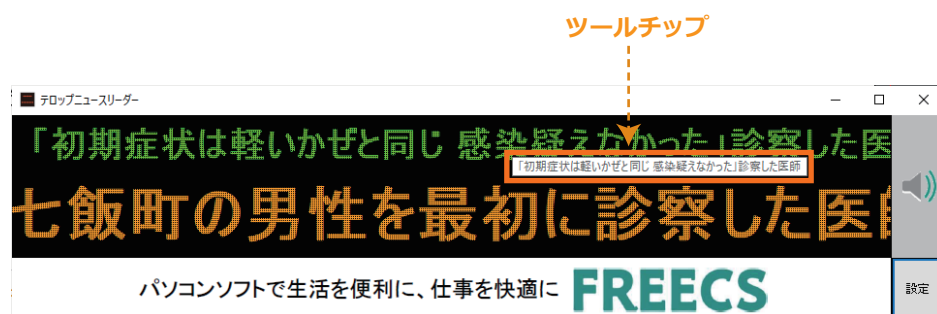 ツールチップ
テロップニュースリーダー
「初期症状は軽いかぜと同じ 感染疑えなかった」診察した医
「初期症状は軽いかぜと同じ 感染疑えなかった」診察した医師
七飯町の男性を最初に診察した医師
パソコンソフトで生活を便利に、仕事を快適に FREECS
設定